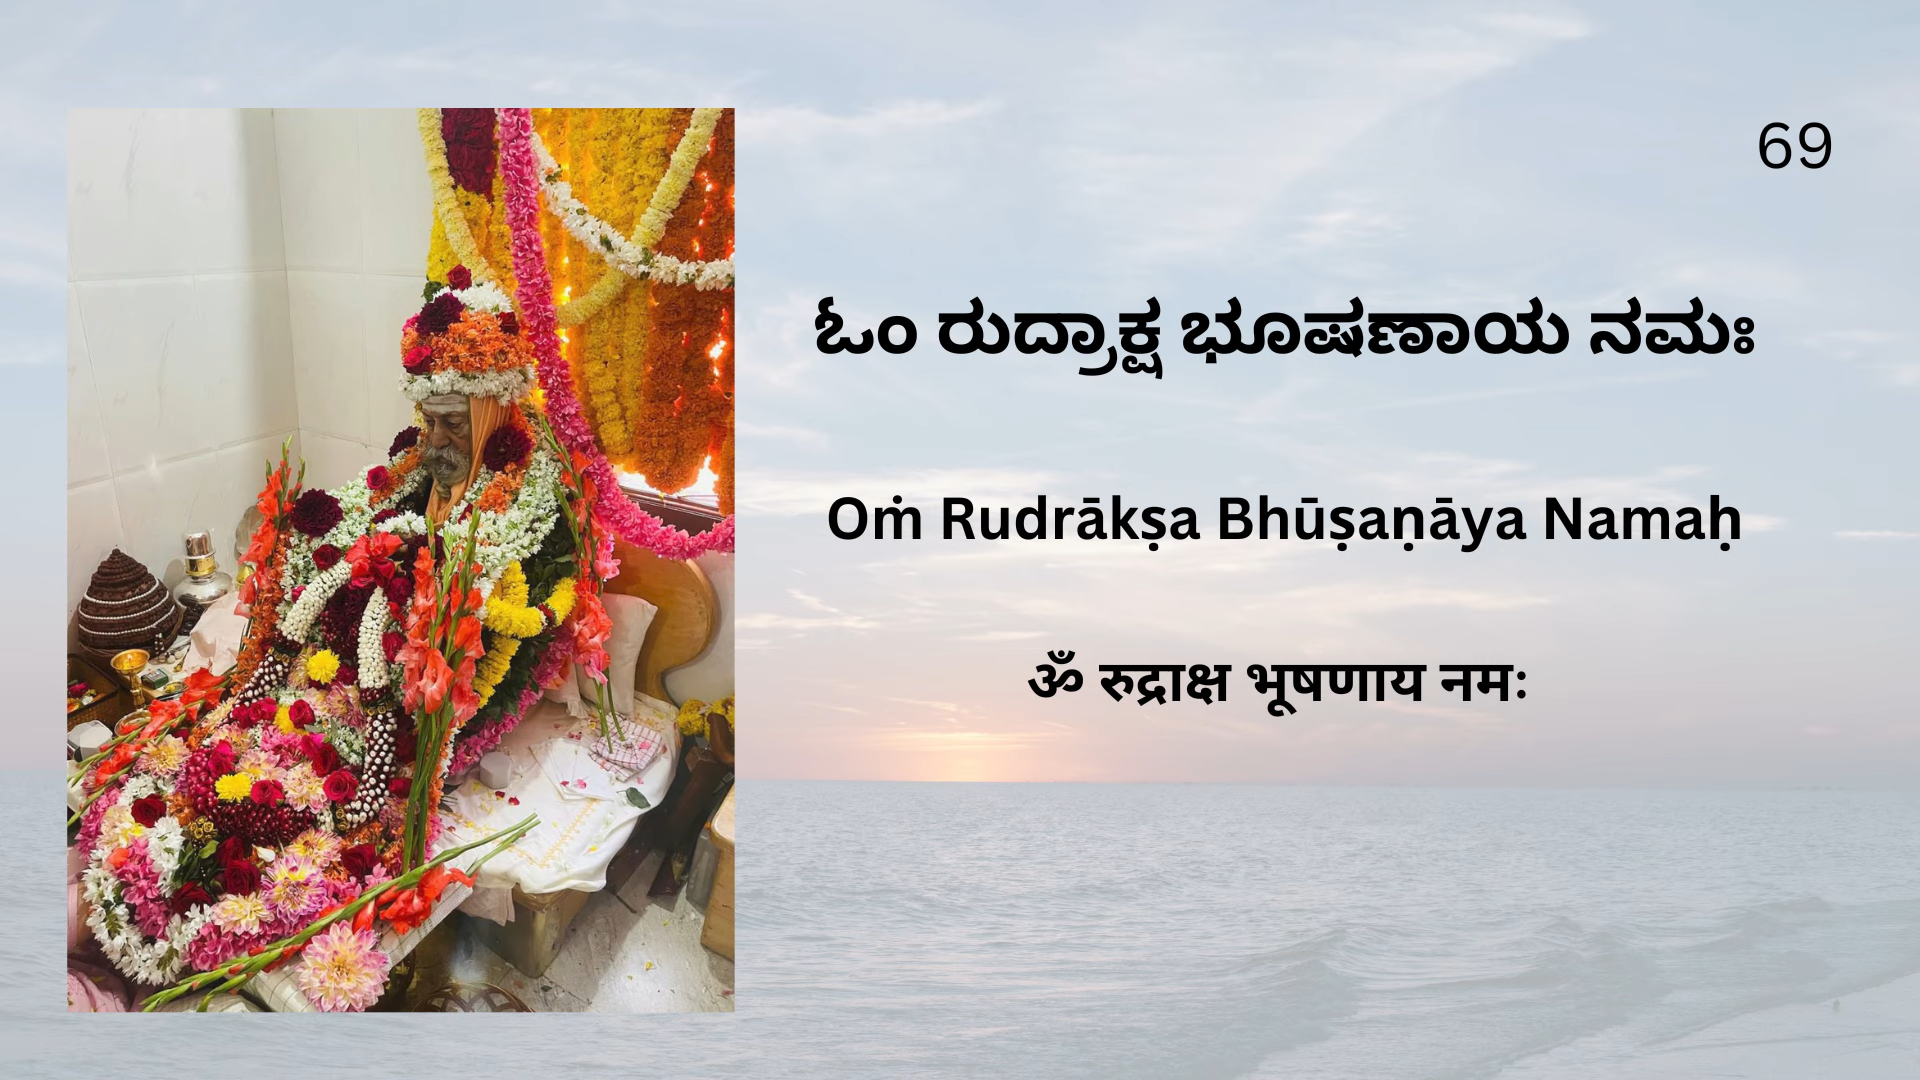 69
ಓಂ ರುದ್ರಾಕ್ಷ ಭೂಷಣಾಯ ನಮಃ
Oṁ Rudrākṣa Bhūṣaṇāya Namaḥ
ॐ रुद्राक्ष भूषणाय नमः